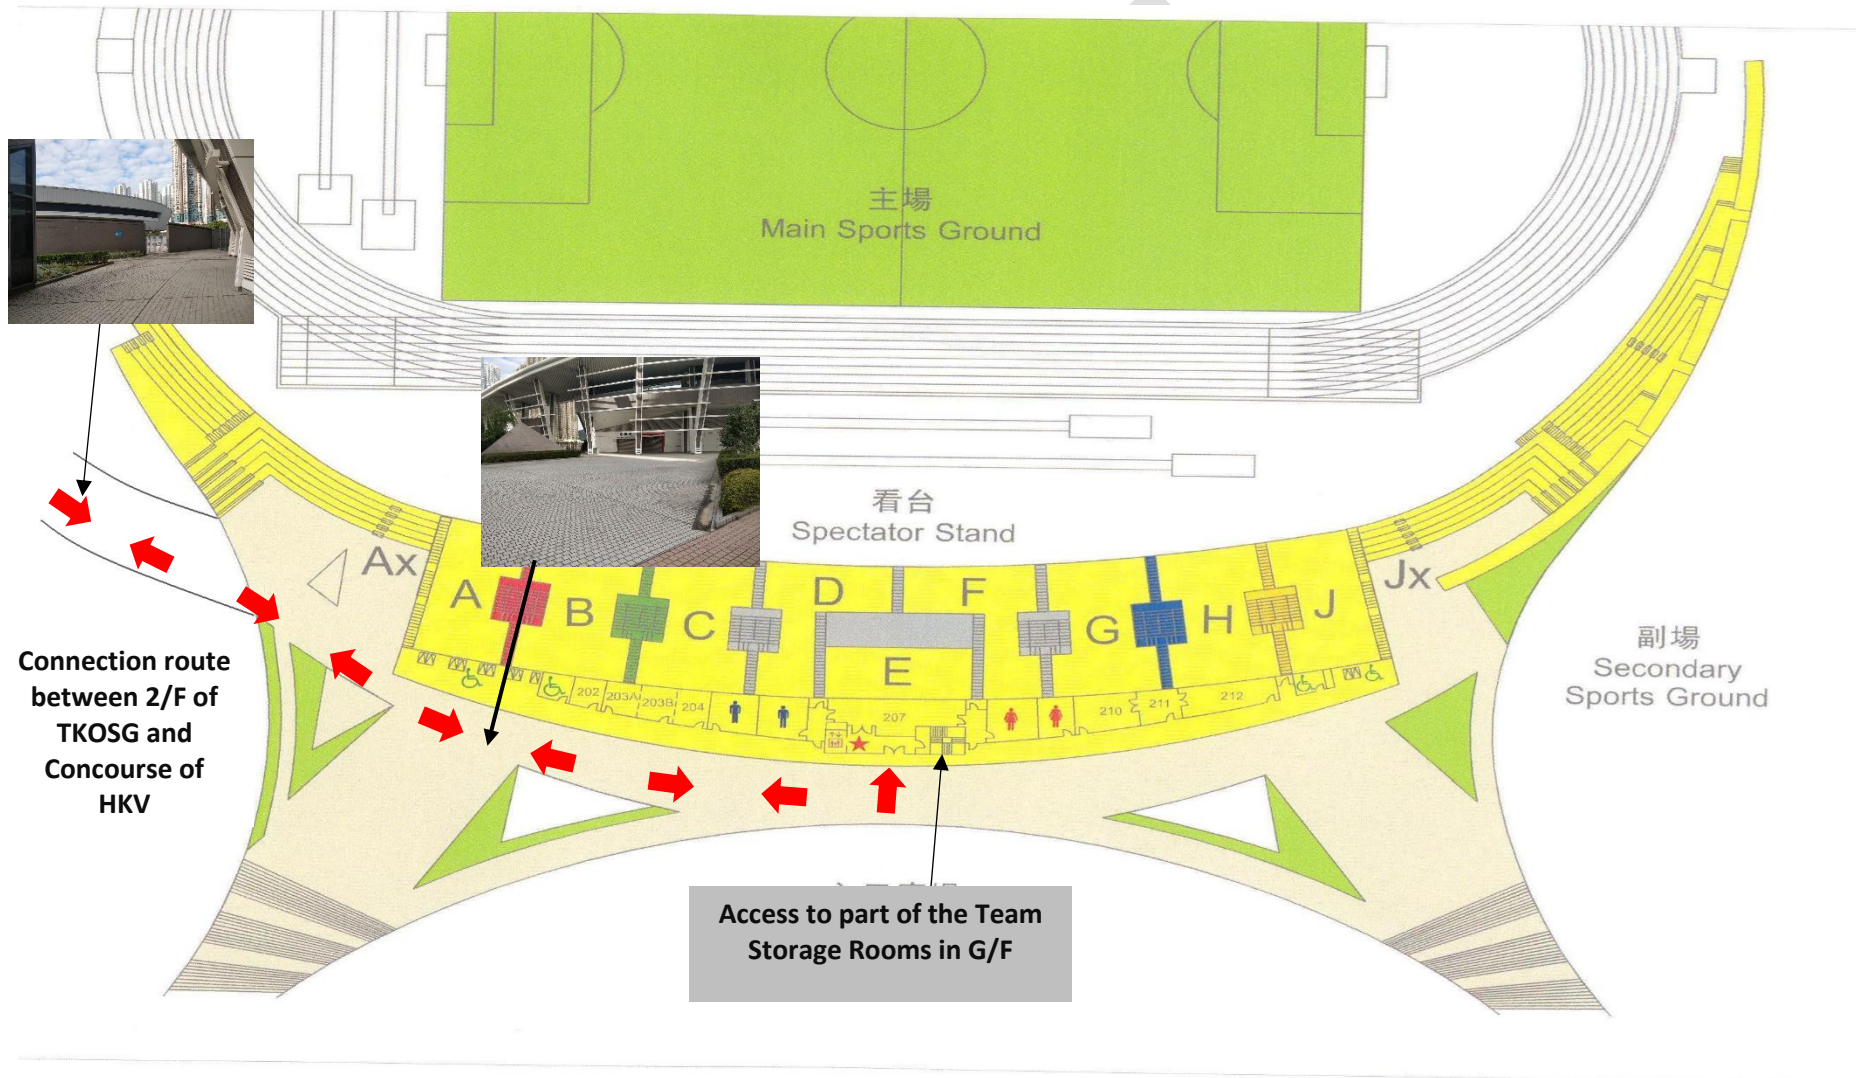 主場
Main Sports Ground
看台
Spectator Stand
Ax
A
B
C
D
E
F
G
H
J
Jx
202
203A
203B
204
207
210
211
212
副場
Secondary
Sports Ground
Connection route
between 2/F of
TKOSG and
Concourse of
HKV
Access to part of the Team
Storage Rooms in G/F